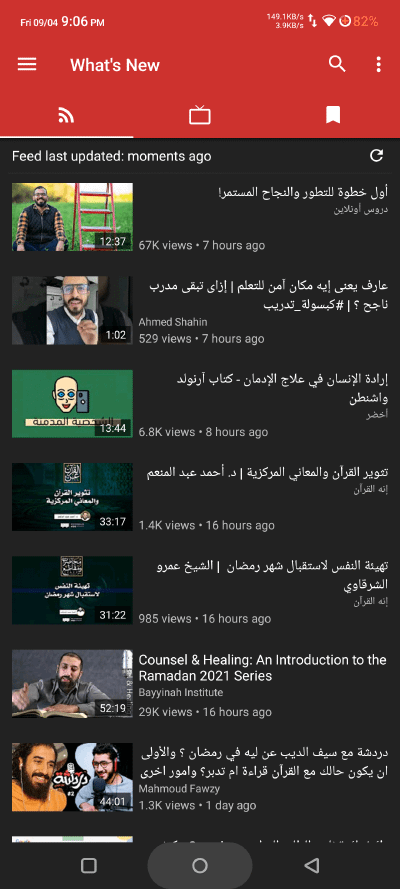 Fri 09/04 9:06 PM
149.1KB/s
3.9KB/s
82%
What's New
Feed last updated: moments ago
أول خطوة للتطور والنجاح المستمر!
دروس أونلاين
12:37
67K views • 7 hours ago
عارف يعنى إيه مكان آمن للتعلم | إزاى تبقى مدرب
ناجح ؟ | #كبسولة_تدريب
Ahmed Shahin
1:02
529 views • 7 hours ago
إرادة الإنسان في علاج الإدمان - كتاب آرنولد
واشنطن
أخضر
الشخصية المدمنة
13:44
6.8K views • 8 hours ago
تثوير القرآن والمعاني المركزية | د. أحمد عبد المنعم
إنه القرآن
تثوير القرآن
والمعاني المركزية
33:17
1.4K views • 16 hours ago
تهيئة النفس لاستقبال شهر رمضان | الشيخ عمرو
الشرقاوي
إنه القرآن
تهيئة النفس
لاستقبال شهر رمضان
31:22
985 views • 16 hours ago
Counsel & Healing: An Introduction to the
Ramadan 2021 Series
Bayyinah Institute
52:19
29K views • 16 hours ago
دردشة مع سيف الديب عن ليه في رمضان ؟ والأولى
ان يكون حالك مع القرآن قراءة ام تدبر؟ وامور اخرى
Mahmoud Fawzy
دردشة
#2
44:01
1.3K views • 1 day ago